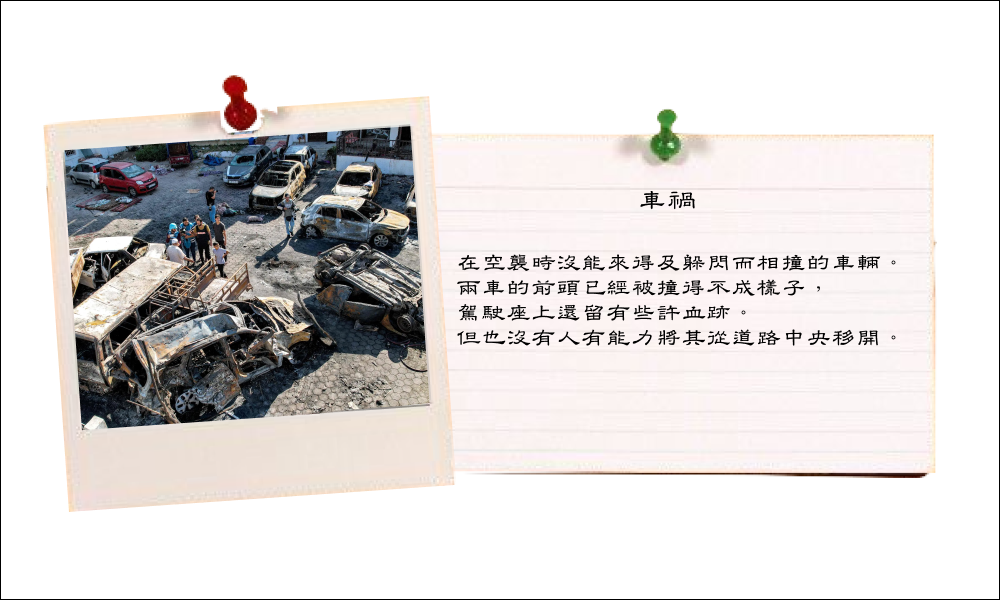 車禍
在空襲時沒能來得及躲閃而相撞的車輛。
兩車的前頭已經被撞得不成樣子，
駕駛座上還留有些許血跡。
但也沒有人有能力將其從道路中央移開。